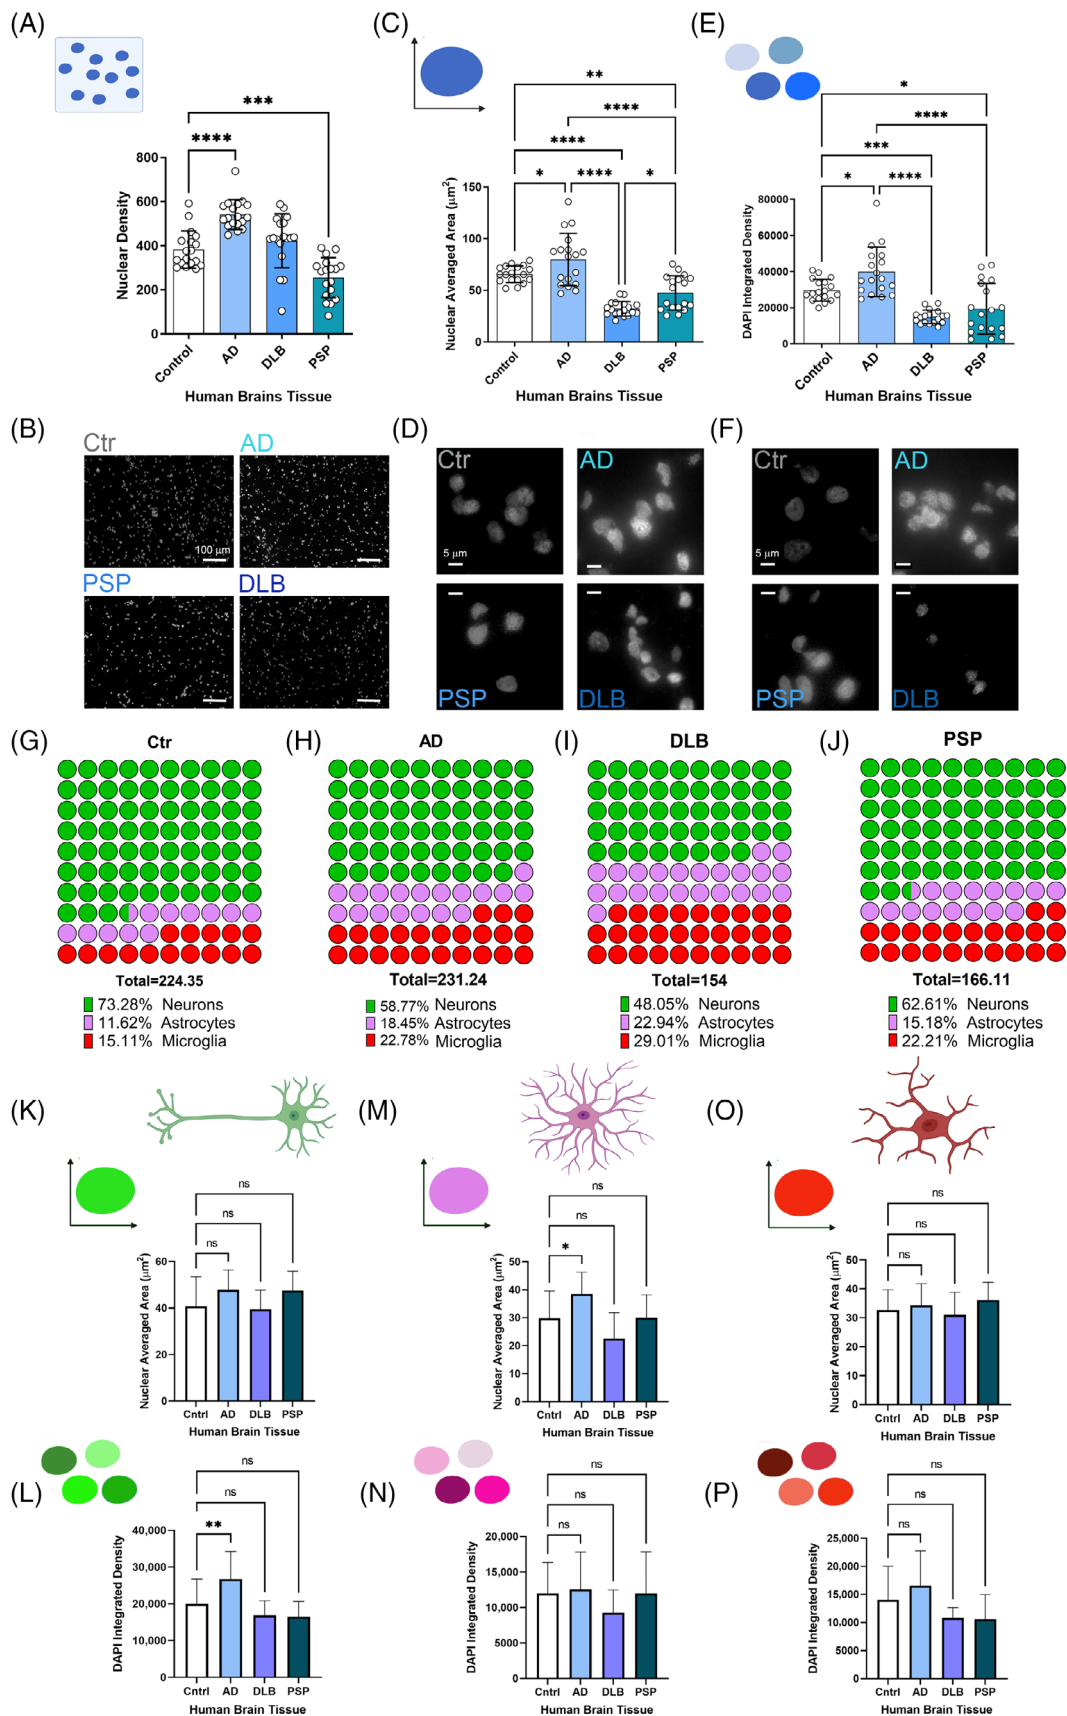 (A)
***
****
Nuclear Density
800
600
400
200
0
Control
AD
DLB
PSP
Human Brains Tissue
(C)
**
****
****
*
****
*
Nuclear Averaged Area (µm²)
150
100
50
0
Control
AD
DLB
PSP
Human Brains Tissue
(E)
*
****
***
*
****
DAPI Integrated Density
80000
60000
40000
20000
0
Control
AD
DLB
PSP
Human Brains Tissue
(B)
Ctr
AD
100 µm
PSP
DLB
(D)
Ctr
AD
5 µm
PSP
DLB
(F)
Ctr
AD
5 µm
PSP
DLB
(G)
Ctr
Total=224.35
73.28% Neurons
11.62% Astrocytes
15.11% Microglia
(H)
AD
Total=231.24
58.77% Neurons
18.45% Astrocytes
22.78% Microglia
(I)
DLB
Total=154
48.05% Neurons
22.94% Astrocytes
29.01% Microglia
(J)
PSP
Total=166.11
62.61% Neurons
15.18% Astrocytes
22.21% Microglia
(K)
ns
ns
ns
Nuclear Averaged Area (µm²)
60
40
20
0
Cntrl AD DLB PSP
Human Brain Tissue
(M)
ns
ns
*
Nuclear Averaged Area (µm²)
50
40
30
20
10
0
Cntrl AD DLB PSP
Human Brain Tissue
(O)
ns
ns
ns
Nuclear Averaged Area (µm²)
50
40
30
20
10
0
Cntrl AD DLB PSP
Human Brain Tissue
(L)
ns
ns
**
DAPI Integrated Density
40,000
30,000
20,000
10,000
0
Cntrl AD DLB PSP
Human Brain Tissue
(N)
ns
ns
ns
DAPI Integrated Density
20,000
15,000
10,000
5000
0
Cntrl AD DLB PSP
Human Brain Tissue
(P)
ns
ns
ns
DAPI Integrated Density
25,000
20,000
15,000
10,000
5000
0
Cntrl AD DLB PSP
Human Brain Tissue